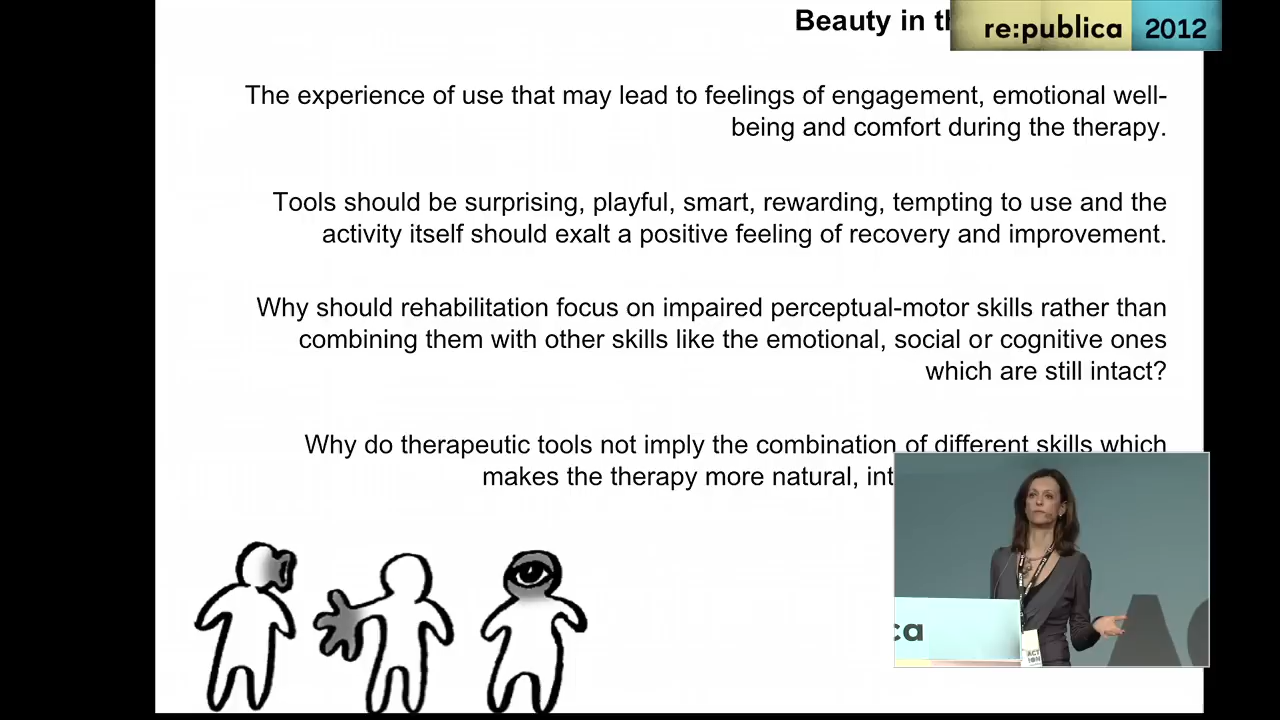 Beauty in
re:publica 2012
The experience of use that may lead to feelings of engagement, emotional well-
being and comfort during the therapy.
Tools should be surprising, playful, smart, rewarding, tempting to use and the
activity itself should exalt a positive feeling of recovery and improvement.
Why should rehabilitation focus on impaired perceptual-motor skills rather than
combining them with other skills like the emotional, social or cognitive ones
which are still intact?
Why do therapeutic tools not imply the combination of different skills which
makes the therapy more natural,
ca
ACT
ION
AC